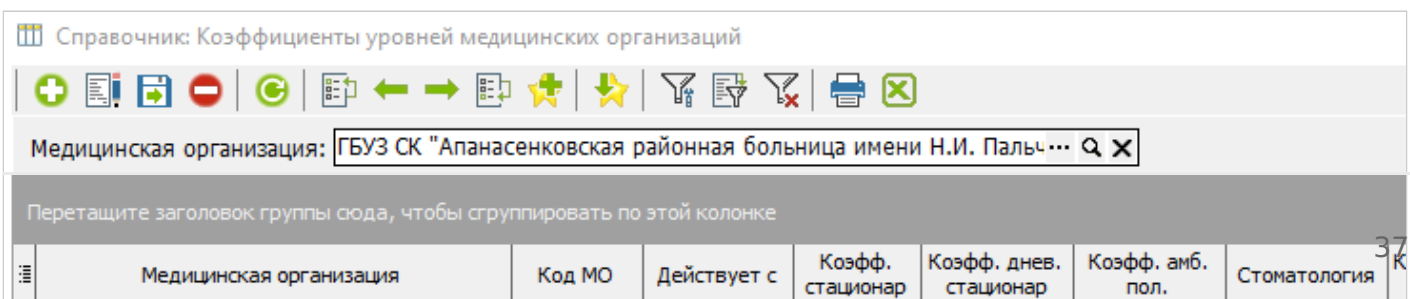 Справочник: Коэффициенты уровней медицинских организаций
Медицинская организация: ГБУЗ СК "Апанасенковская районная больница имени Н.И. Пальч...
Перетащите заголовок группы сюда, чтобы сгруппировать по этой колонке
37
Медицинская организация Код МО Действует с Коэфф. стационар Коэфф. днев. стационар Коэфф. амб. пол. Стоматология К